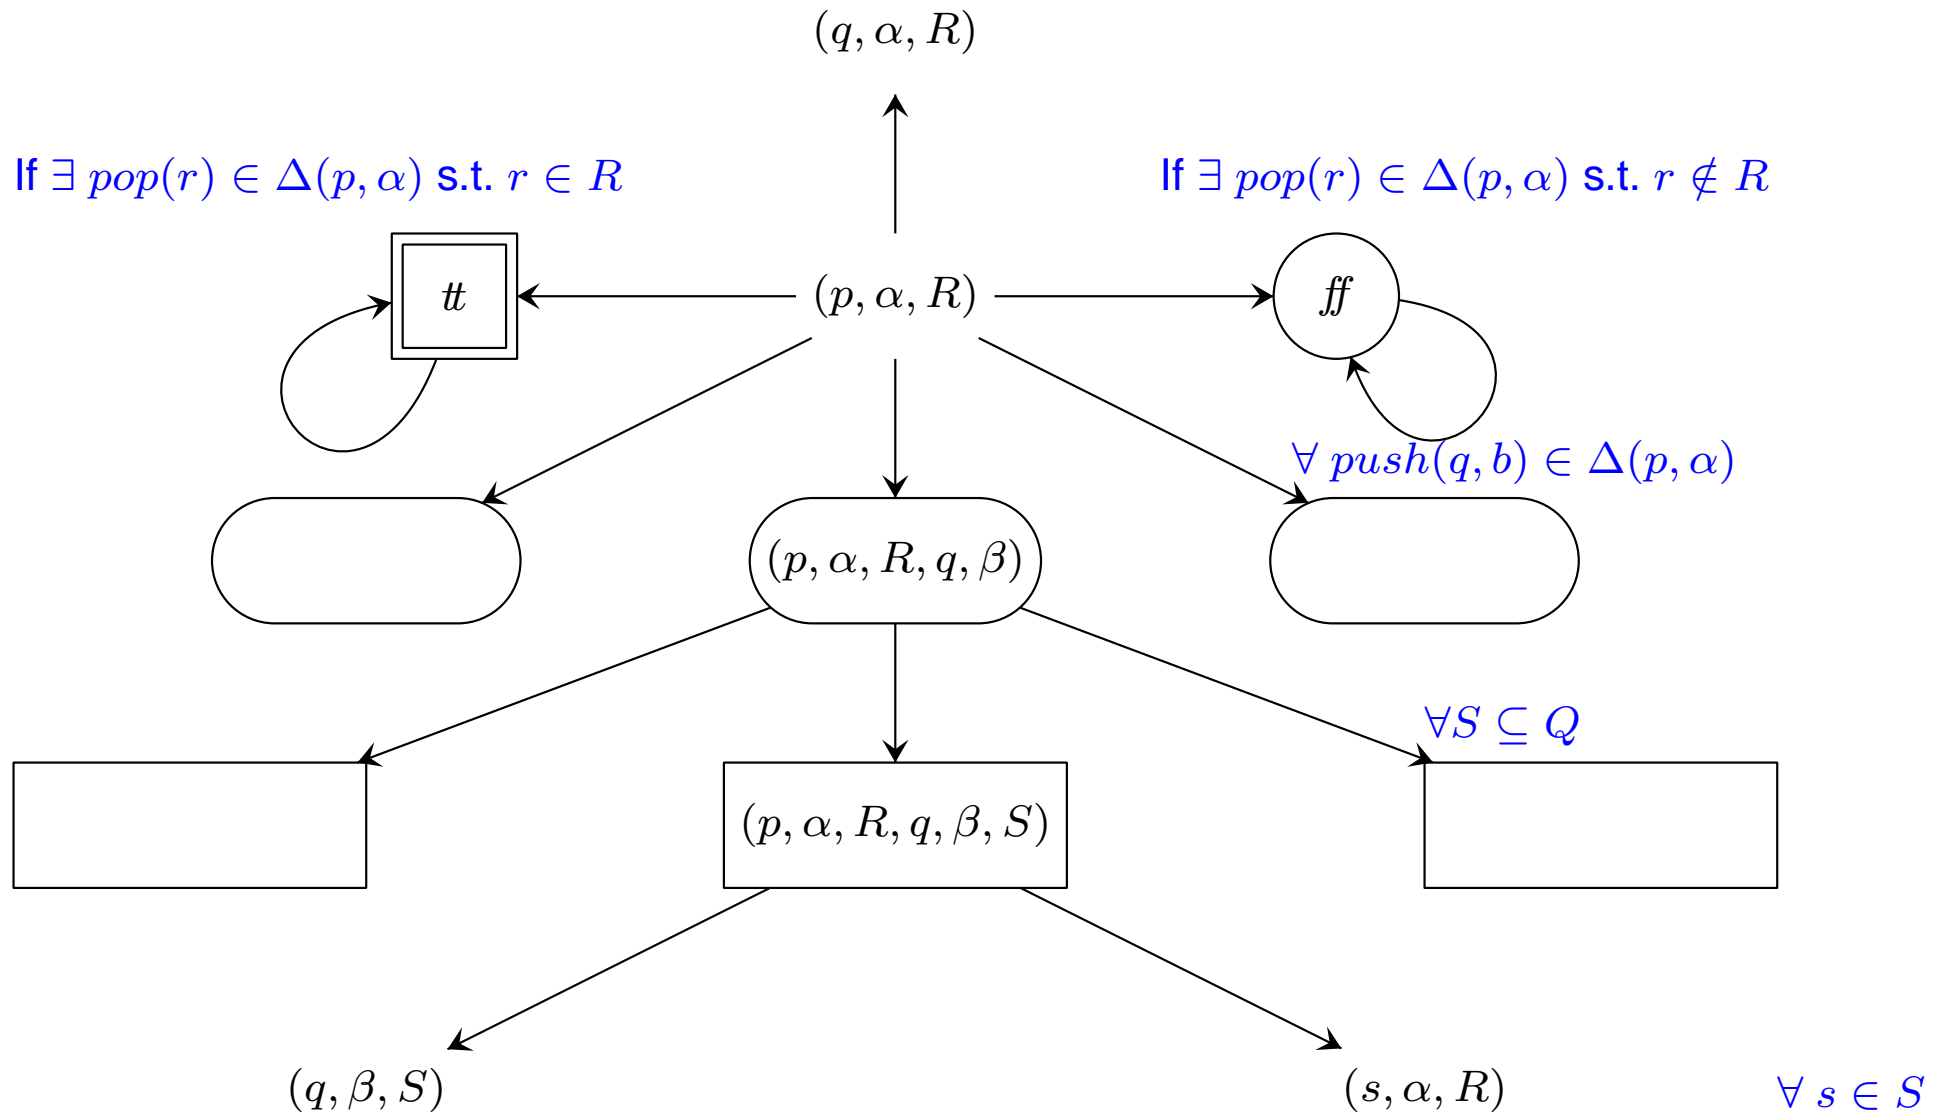 (q, α, R)
If ∃ pop(r) ∈ Δ(p, α) s.t. r ∈ R
If ∃ pop(r) ∈ Δ(p, α) s.t. r ∉ R
tt
(p, α, R)
ff
∀ push(q, b) ∈ Δ(p, α)
(p, α, R, q, β)
∀S ⊆ Q
(p, α, R, q, β, S)
(q, β, S)
(s, α, R)
∀ s ∈ S